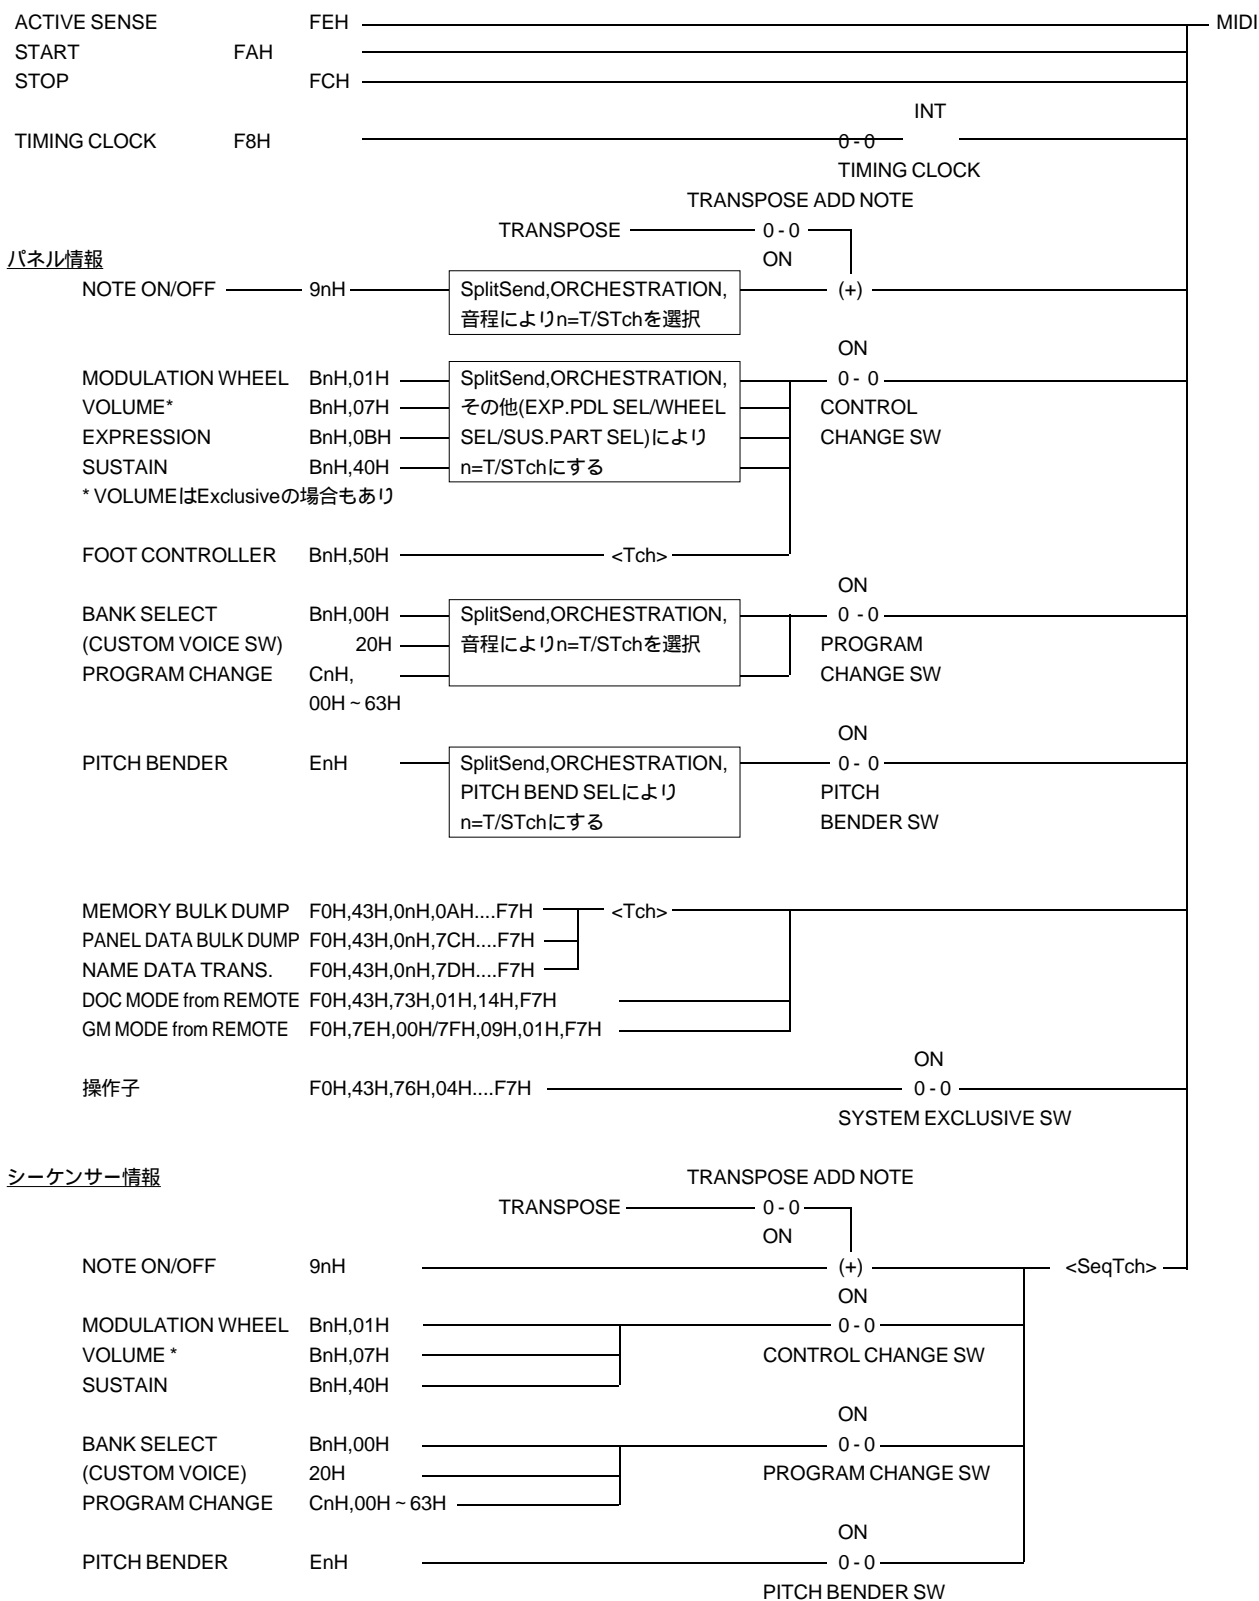 ACTIVE SENSE FEH MIDI
START FAH
STOP FCH
INT
TIMING CLOCK F8H 0 - 0
TIMING CLOCK
TRANSPOSE ADD NOTE
TRANSPOSE 0 - 0
パネル情報 ON
NOTE ON/OFF 9nH SplitSend,ORCHESTRATION, (+)
音程によりn=T/STchを選択
ON
MODULATION WHEEL BnH,01H SplitSend,ORCHESTRATION, 0 - 0
VOLUME* BnH,07H その他(EXP.PDL SEL/WHEEL CONTROL
EXPRESSION BnH,0BH SEL/SUS.PART SEL)により CHANGE SW
SUSTAIN BnH,40H n=T/STchにする
* VOLUMEはExclusiveの場合もあり
FOOT CONTROLLER BnH,50H <Tch>
ON
BANK SELECT BnH,00H SplitSend,ORCHESTRATION, 0 - 0
(CUSTOM VOICE SW) 20H 音程によりn=T/STchを選択 PROGRAM
PROGRAM CHANGE CnH, CHANGE SW
00H ~ 63H
ON
PITCH BENDER EnH SplitSend,ORCHESTRATION, 0 - 0
PITCH BEND SELにより PITCH
n=T/STchにする BENDER SW
MEMORY BULK DUMP F0H,43H,0nH,0AH....F7H <Tch>
PANEL DATA BULK DUMP F0H,43H,0nH,7CH....F7H
NAME DATA TRANS. F0H,43H,0nH,7DH....F7H
DOC MODE from REMOTE F0H,43H,73H,01H,14H,F7H
GM MODE from REMOTE F0H,7EH,00H/7FH,09H,01H,F7H
ON
操作子 F0H,43H,76H,04H....F7H 0 - 0
SYSTEM EXCLUSIVE SW
シーケンサー情報 TRANSPOSE ADD NOTE
TRANSPOSE 0 - 0
ON
NOTE ON/OFF 9nH (+) <SeqTch>
ON
MODULATION WHEEL BnH,01H 0 - 0
VOLUME * BnH,07H CONTROL CHANGE SW
SUSTAIN BnH,40H
ON
BANK SELECT BnH,00H 0 - 0
(CUSTOM VOICE) 20H PROGRAM CHANGE SW
PROGRAM CHANGE CnH,00H ~ 63H
ON
PITCH BENDER EnH 0 - 0
PITCH BENDER SW